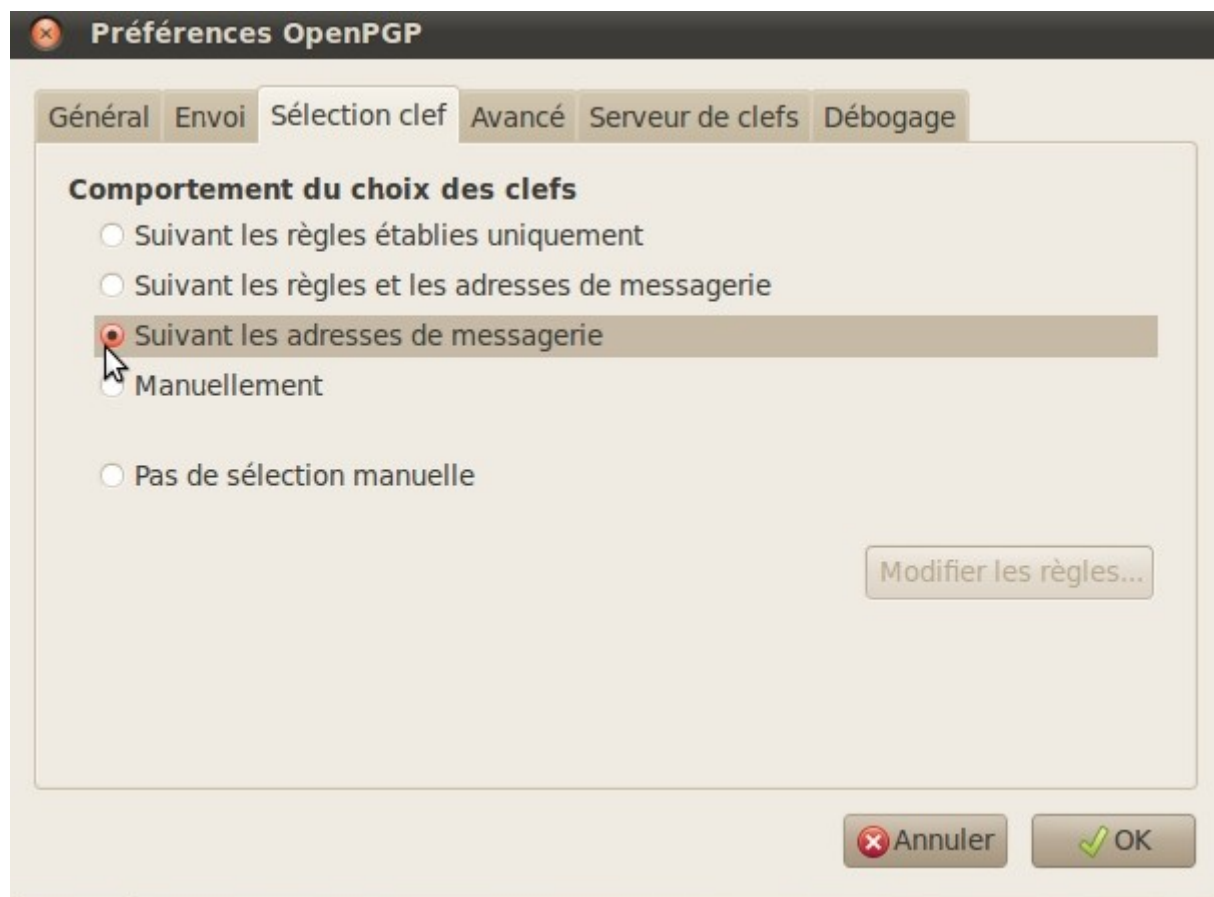 Préférences OpenPGP
Général Envoi Sélection clef Avancé Serveur de clefs Débogage
Comportement du choix des clefs
Suivant les règles établies uniquement
Suivant les règles et les adresses de messagerie
Suivant les adresses de messagerie
Manuellement
Pas de sélection manuelle
Modifier les règles...
Annuler OK